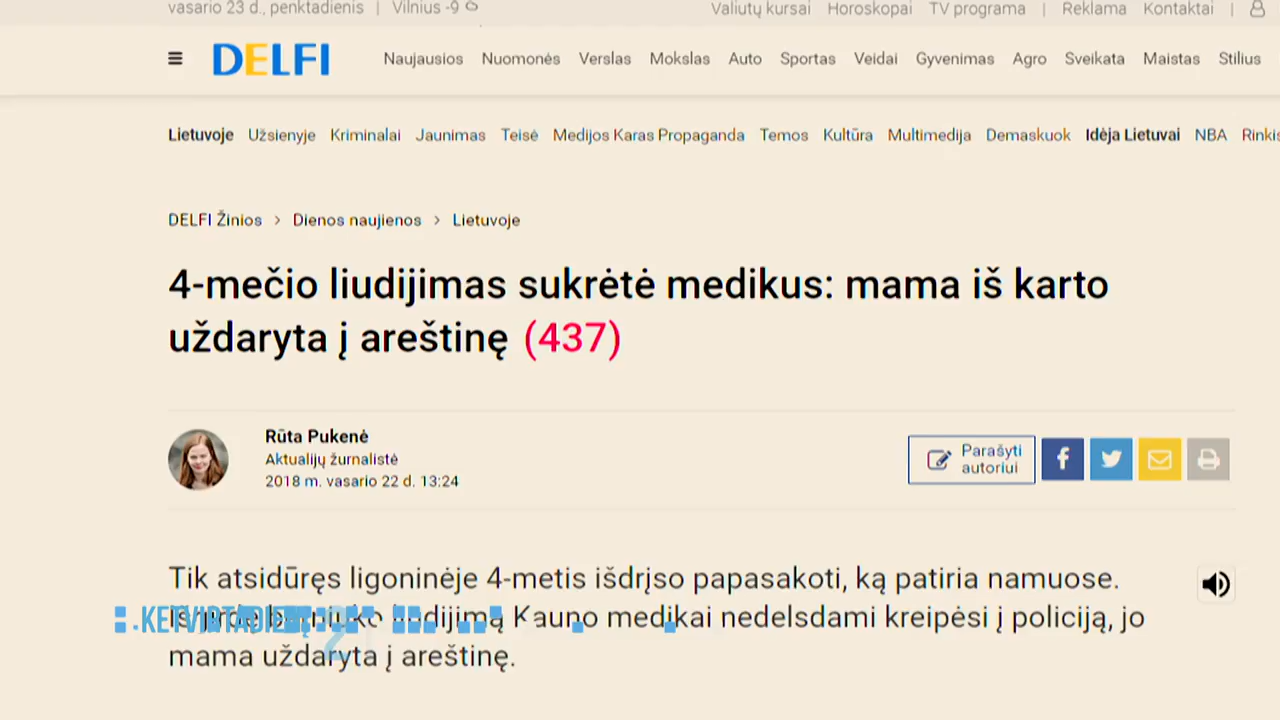 vasario 23 d., penktadienis | Vilnius -9
Valiutų kursai Horoskopai TV programa | Reklama Kontaktai |
DELFI
Naujausios Nuomonės Verslas Mokslas Auto Sportas Veidai Gyvenimas Agro Sveikata Maistas Stilius
Lietuvoje Užsienyje Kriminalai Jaunimas Teisė Medijos Karas Propaganda Temos Kultūra Multimedija Demaskuok Idėja Lietuvai NBA
DELFI Žinios > Dienos naujienos > Lietuvoje
4-mečio liudijimas sukrėtė medikus: mama iš karto
uždaryta į areštinę (437)
Rūta Pukenė
Aktualijų žurnalistė
2018 m. vasario 22 d. 13:24
Parašyti
autoriui
Tik atsidūręs ligoninėje 4-metis išdrįso papasakoti, ką patiria namuose.
Kauno medikai nedelsdami kreipėsi į policiją, jo
mama uždaryta į areštinę.